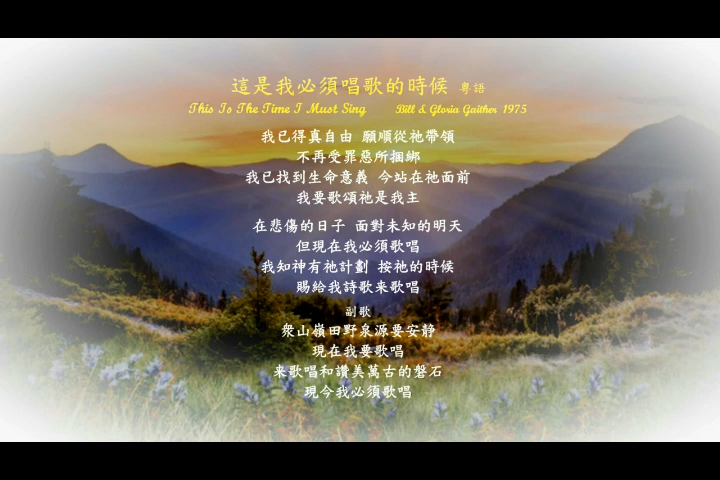 這是我必須唱歌的時候 粵語
This Is The Time I Must Sing Bill & Gloria Gaither 1975
我已得真自由 願順從祂帶領
不再受罪惡所捆綁
我已找到生命意義 今站在祂面前
我要歌頌祂是我主
在悲傷的日子 面對未知的明天
但現在我必須歌唱
我知神有祂計劃 按祂的時候
賜給我詩歌来歌唱
副歌
衆山嶺田野泉源要安静
現在我要歌唱
来歌唱和讚美萬古的磐石
現今我必須歌唱